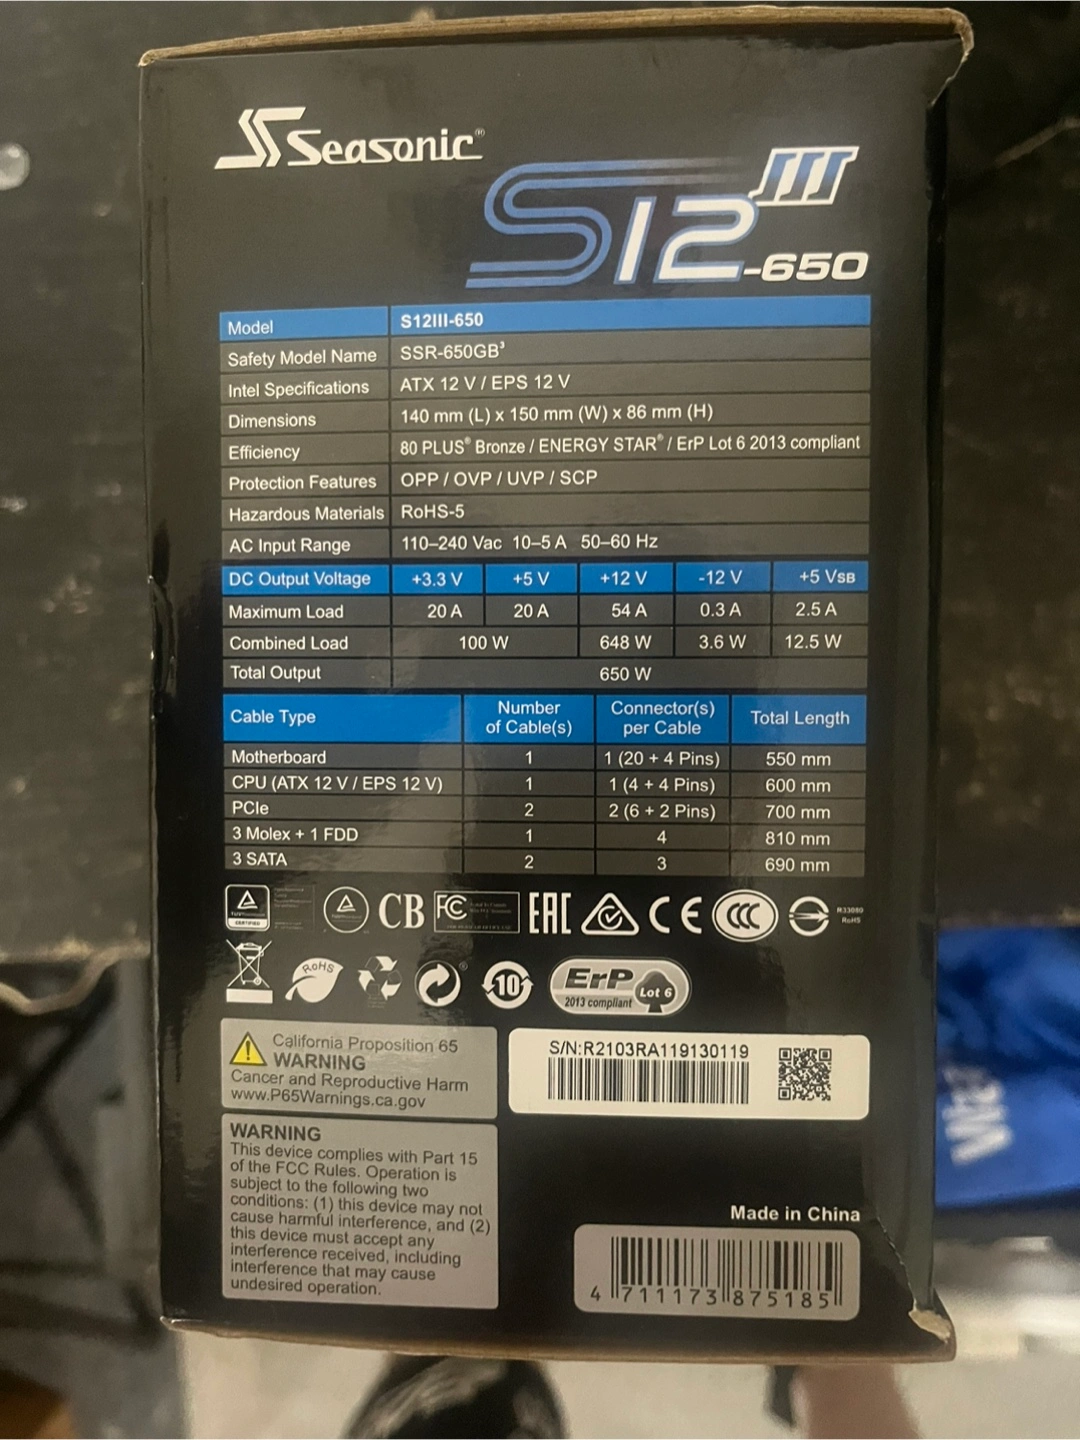 Seasonic®
S12III-650
Model S12III-650
Safety Model Name SSR-650GB³
Intel Specifications ATX 12 V / EPS 12 V
Dimensions 140 mm (L) x 150 mm (W) x 86 mm (H)
Efficiency 80 PLUS® Bronze / ENERGY STAR® / ErP Lot 6 2013 compliant
Protection Features OPP / OVP / UVP / SCP
Hazardous Materials RoHS-5
AC Input Range 110–240 Vac 10–5 A 50–60 Hz
DC Output Voltage +3.3 V +5 V +12 V -12 V +5 VSB
Maximum Load 20 A 20 A 54 A 0.3 A 2.5 A
Combined Load 100 W 648 W 3.6 W 12.5 W
Total Output 650 W
Cable Type Number of Cable(s) Connector(s) per Cable Total Length
Motherboard 1 1 (20 + 4 Pins) 550 mm
CPU (ATX 12 V / EPS 12 V) 1 1 (4 + 4 Pins) 600 mm
PCIe 2 2 (6 + 2 Pins) 700 mm
3 Molex + 1 FDD 1 4 810 mm
3 SATA 2 3 690 mm
CB FC EAC CE CCC R33080 RoHS
RoHS 10 ErP 2013 compliant Lot 6
California Proposition 65
WARNING
Cancer and Reproductive Harm
www.P65Warnings.ca.gov
S/N:R2103RA119130119
WARNING
This device complies with Part 15
of the FCC Rules. Operation is
subject to the following two
conditions: (1) this device may not
cause harmful interference, and (2)
this device must accept any
interference received, including
interference that may cause
undesired operation.
Made in China
4 711173 875185